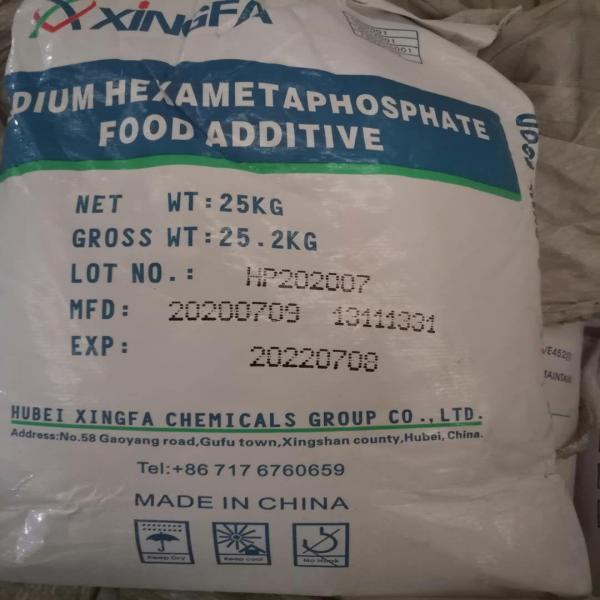 XINGFA
DIUM HEXAMETAPHOSPHATE
FOOD ADDITIVE
NET WT:25KG
GROSS WT:25.2KG
LOT NO.: HP202007
MFD: 20200709 13111331
EXP: 20220708
HUBEI XINGFA CHEMICALS GROUP CO.,LTD.
Address:No.58 Gaoyang road,Gufu town,Xingshan county,Hubei, China.
Tel:+86 717 6760659
MADE IN CHINA
Keep Dry
Keep cool
No Hook